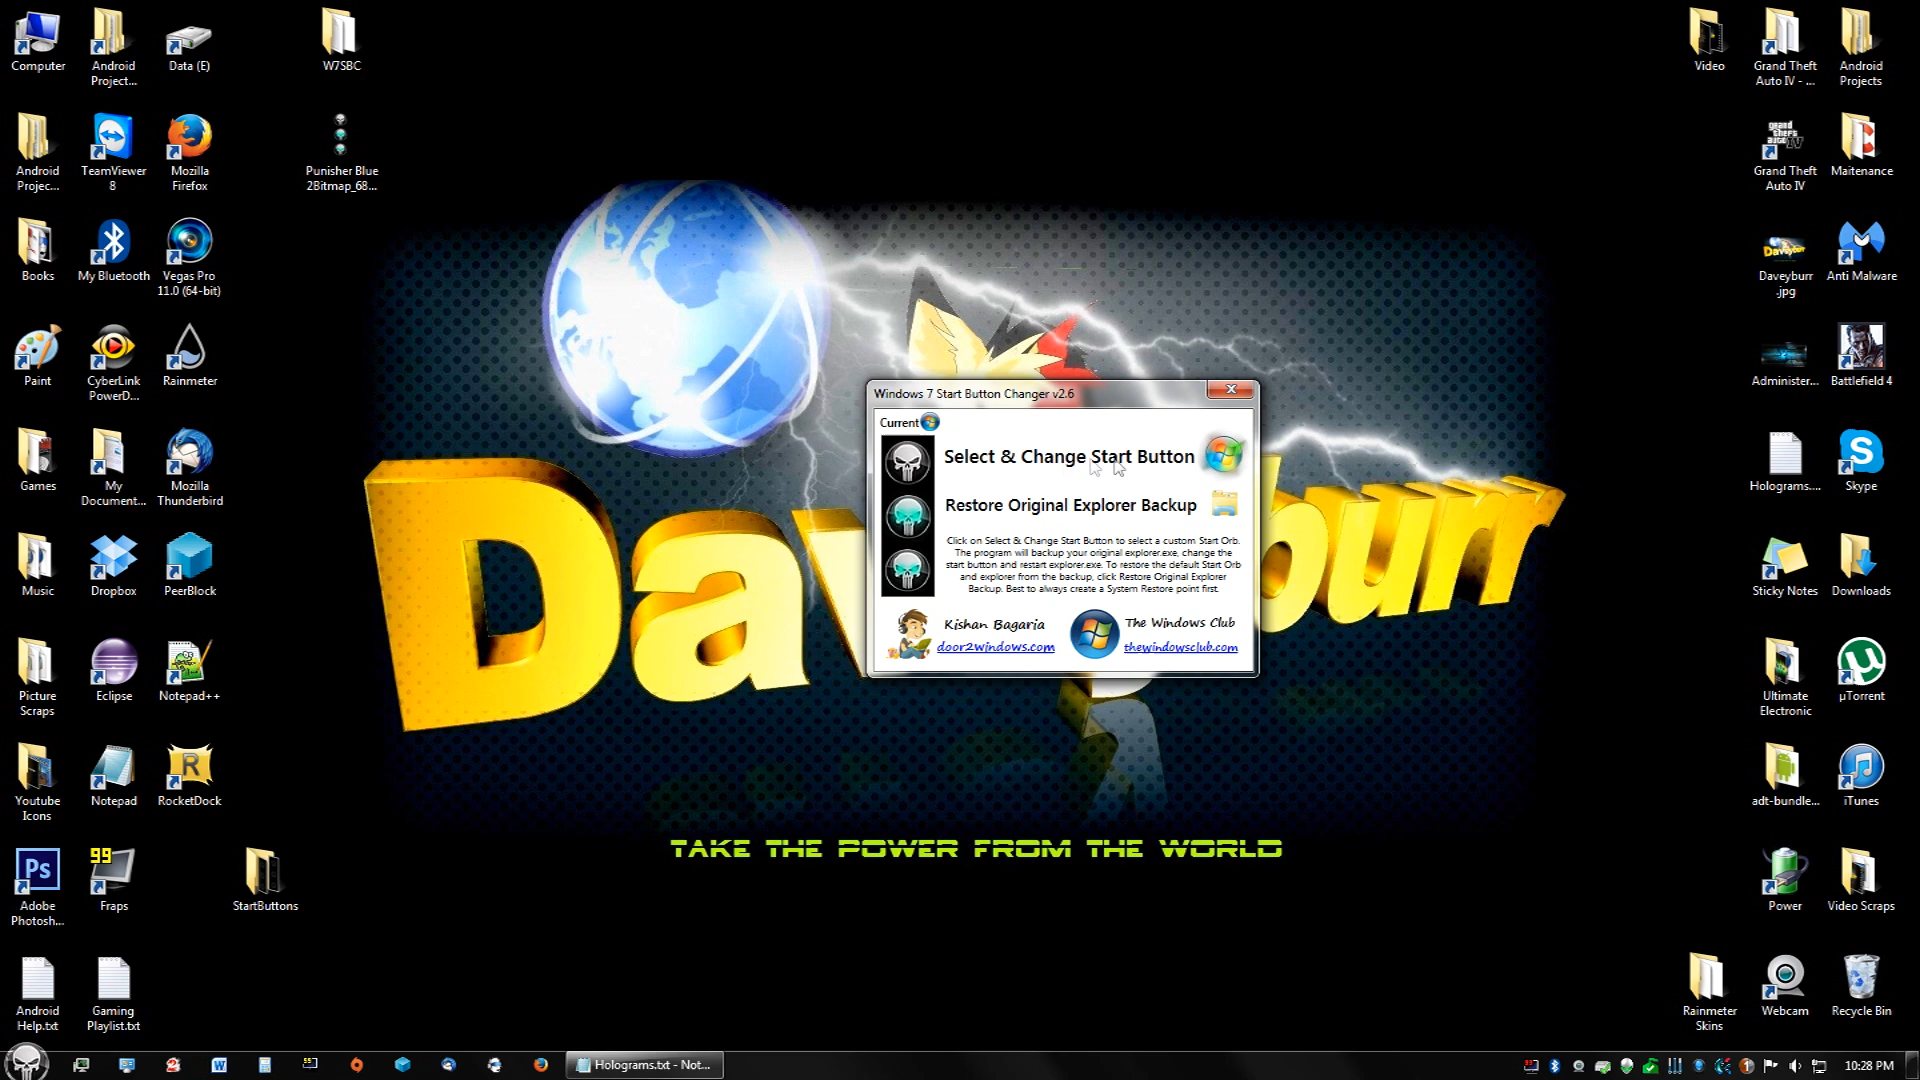 Computer
Android
Project...
Data (E)
W7SBC
Video
Grand Theft
Auto IV - ...
Android
Projects
Android
Projec...
TeamViewer
8
Mozilla
Firefox
Punisher Blue
2Bitmap_68...
grand
theft
auto IV
Grand Theft
Auto IV
Maitenance
Books
My Bluetooth
Vegas Pro
11.0 (64-bit)
Daveyburr
Daveyburr
.jpg
Anti Malware
Paint
CyberLink
PowerD...
Rainmeter
Administer...
Battlefield 4
Windows 7 Start Button Changer v2.6
Current
Select & Change Start Button
Restore Original Explorer Backup
Click on Select & Change Start Button to select a custom Start Orb.
The program will backup your original explorer.exe, change the
start button and restart explorer.exe. To restore the default Start Orb
and explorer from the backup, click Restore Original Explorer
Backup. Best to always create a System Restore point first.
Kishan Bagaria
door2windows.com
The Windows Club
thewindowsclub.com
Games
My
Document...
Mozilla
Thunderbird
Holograms....
Skype
Dav
burr
Music
Dropbox
PeerBlock
Sticky Notes
Downloads
Picture
Scraps
Eclipse
Notepad++
Ultimate
Electronic
µTorrent
Youtube
Icons
Notepad
R
RocketDock
adt-bundle...
iTunes
TAKE THE POWER FROM THE WORLD
Ps
Adobe
Photosh...
99
Fraps
StartButtons
Power
Video Scraps
Android
Help.txt
Gaming
Playlist.txt
Rainmeter
Skins
Webcam
Recycle Bin
Holograms.txt - Not...
10:28 PM